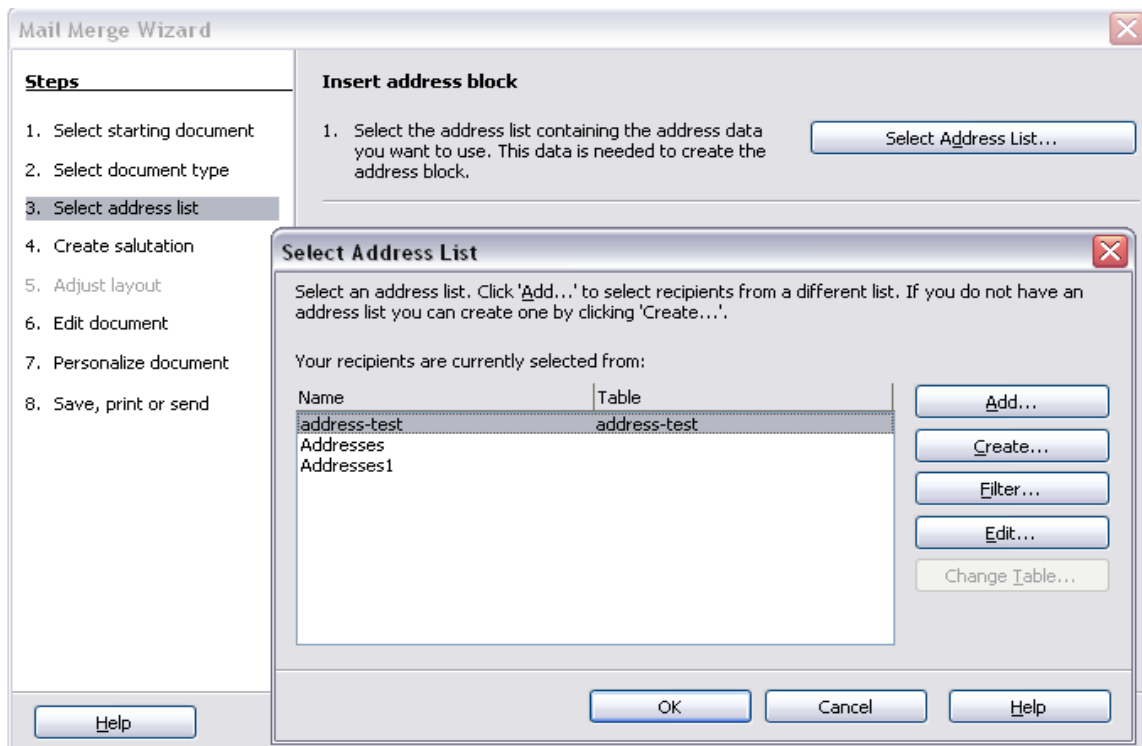 Mail Merge Wizard
Steps
1. Select starting document
2. Select document type
3. Select address list
4. Create salutation
5. Adjust layout
6. Edit document
7. Personalize document
8. Save, print or send
Help
Insert address block
1. Select the address list containing the address data
you want to use. This data is needed to create the
address block.
Select Address List...
Select Address List
Select an address list. Click 'Add...' to select recipients from a different list. If you do not have an
address list you can create one by clicking 'Create...'.
Your recipients are currently selected from:
Name Table
address-test address-test
Addresses
Addresses1
Add...
Create...
Filter...
Edit...
Change Table...
OK Cancel Help